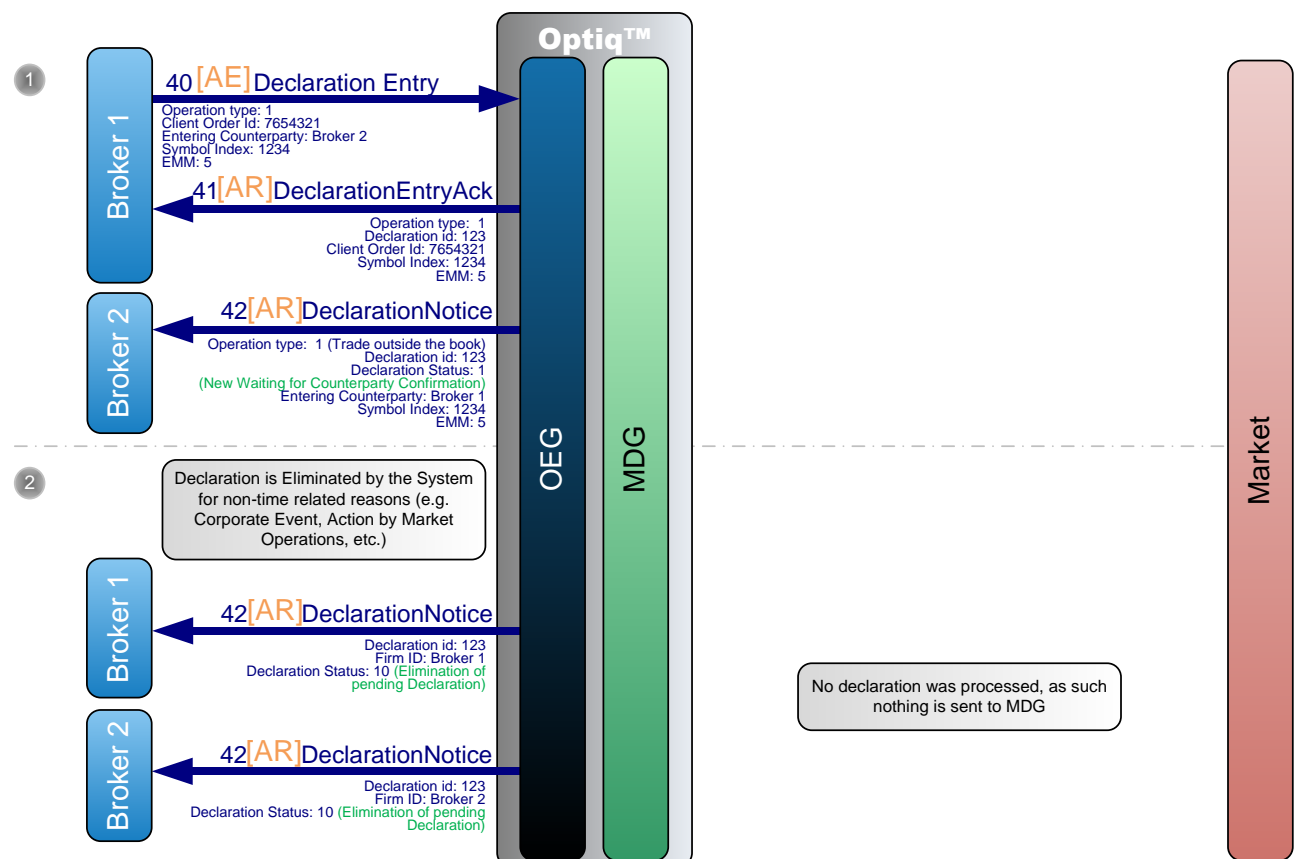 Optiq™
1
40 [AE] Declaration Entry
Operation type: 1
Client Order Id: 7654321
Entering Counterparty: Broker 2
Symbol Index: 1234
EMM: 5
Broker 1
41 [AR] DeclarationEntryAck
Operation type: 1
Declaration id: 123
Client Order Id: 7654321
Symbol Index: 1234
EMM: 5
Broker 2
42 [AR] DeclarationNotice
Operation type: 1 (Trade outside the book)
Declaration id: 123
Declaration Status: 1
(New Waiting for Counterparty Confirmation)
Entering Counterparty: Broker 1
Symbol Index: 1234
EMM: 5
OEG
MDG
Market
2
Declaration is Eliminated by the System
for non-time related reasons (e.g.
Corporate Event, Action by Market
Operations, etc.)
Broker 1
42 [AR] DeclarationNotice
Declaration id: 123
Firm ID: Broker 1
Declaration Status: 10 (Elimination of
pending Declaration)
No declaration was processed, as such
nothing is sent to MDG
Broker 2
42 [AR] DeclarationNotice
Declaration id: 123
Firm ID: Broker 2
Declaration Status: 10 (Elimination of pending
Declaration)